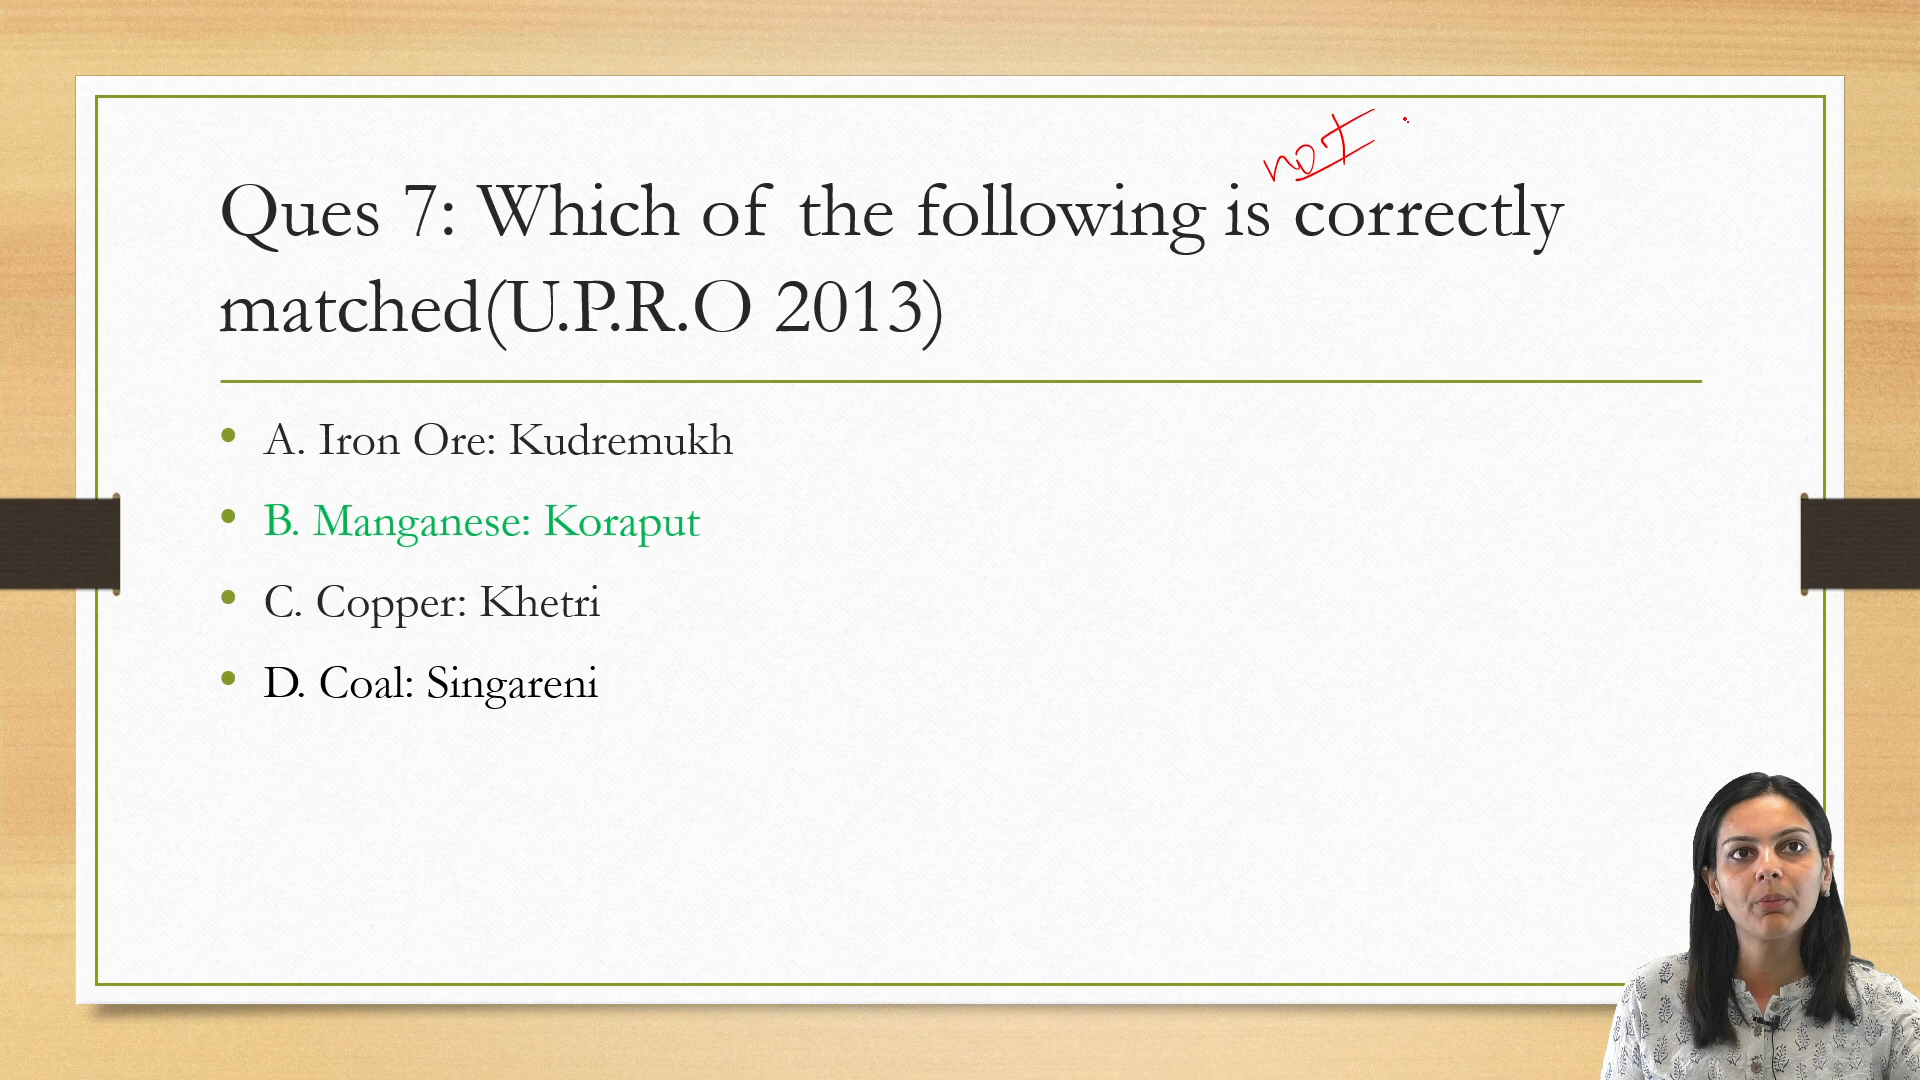 not
Ques 7: Which of the following is correctly
matched(U.P.R.O 2013)
• A. Iron Ore: Kudremukh
• B. Manganese: Koraput
• C. Copper: Khetri
• D. Coal: Singareni